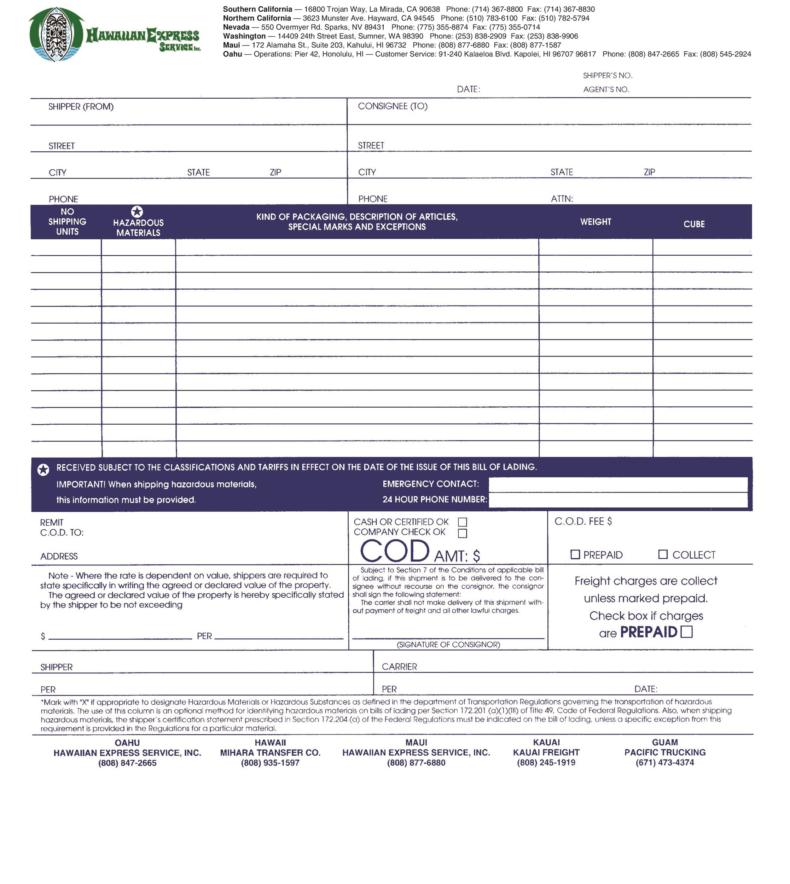 HAWAIIAN EXPRESS
SERVICE Inc.
Southern California — 16800 Trojan Way, La Mirada, CA 90638 Phone: (714) 367-8800 Fax: (714) 367-8830
Northern California — 3623 Munster Ave. Hayward, CA 94545 Phone: (510) 783-6100 Fax: (510) 782-5794
Nevada — 550 Overmyer Rd. Sparks, NV 89431 Phone: (775) 355-8874 Fax: (775) 355-0714
Washington — 14409 24th Street East, Sumner, WA 98390 Phone: (253) 838-2909 Fax: (253) 838-9906
Maui — 172 Alamaha St., Suite 203, Kahului, HI 96732 Phone: (808) 877-6880 Fax: (808) 877-1587
Oahu — Operations: Pier 42, Honolulu, HI — Customer Service: 91-240 Kalaeloa Blvd. Kapolei, HI 96707 96817 Phone: (808) 847-2665 Fax: (808) 545-2924
SHIPPER'S NO.
DATE: AGENT'S NO.
SHIPPER (FROM) CONSIGNEE (TO)
STREET STREET
CITY STATE ZIP CITY STATE ZIP
PHONE PHONE ATTN:
NO SHIPPING UNITS
HAZARDOUS MATERIALS
KIND OF PACKAGING, DESCRIPTION OF ARTICLES,
SPECIAL MARKS AND EXCEPTIONS
WEIGHT
CUBE
RECEIVED SUBJECT TO THE CLASSIFICATIONS AND TARIFFS IN EFFECT ON THE DATE OF THE ISSUE OF THIS BILL OF LADING.
IMPORTANT! When shipping hazardous materials, EMERGENCY CONTACT:
this information must be provided. 24 HOUR PHONE NUMBER:
REMIT
C.O.D. TO:
ADDRESS
CASH OR CERTIFIED OK
COMPANY CHECK OK
COD AMT: $
C.O.D. FEE $
PREPAID COLLECT
Note - Where the rate is dependent on value, shippers are required to
state specifically in writing the agreed or declared value of the property.
The agreed or declared value of the property is hereby specifically stated
by the shipper to be not exceeding
$ PER
Subject to Section 7 of the Conditions of applicable bill
of lading, if this shipment is to be delivered to the con-
signee without recourse on the consignor, the consignor
shall sign the following statement:
The carrier shall not make delivery of this shipment with-
out payment of freight and all other lawful charges.
(SIGNATURE OF CONSIGNOR)
Freight charges are collect
unless marked prepaid.
Check box if charges
are PREPAID
SHIPPER CARRIER
PER PER DATE:
*Mark with "X" if appropriate to designate Hazardous Materials or Hazardous Substances as defined in the department of Transportation Regulations governing the transportation of hazardous
materials. The use of this column is an optional method for identifying hazardous materials on bills of lading per Section 172.201 (a)(1)(III) of Title 49, Code of Federal Regulations. Also, when shipping
hazardous materials, the shipper's certification statement prescribed in Section 172.204 (a) of the Federal Regulations must be indicated on the bill of lading, unless a specific exception from this
requirement is provided in the Regulations for a particular material.
OAHU HAWAII MAUI KAUAI GUAM
HAWAIIAN EXPRESS SERVICE, INC. MIHARA TRANSFER CO. HAWAIIAN EXPRESS SERVICE, INC. KAUAI FREIGHT PACIFIC TRUCKING
(808) 847-2665 (808) 935-1597 (808) 877-6880 (808) 245-1919 (671) 473-4374